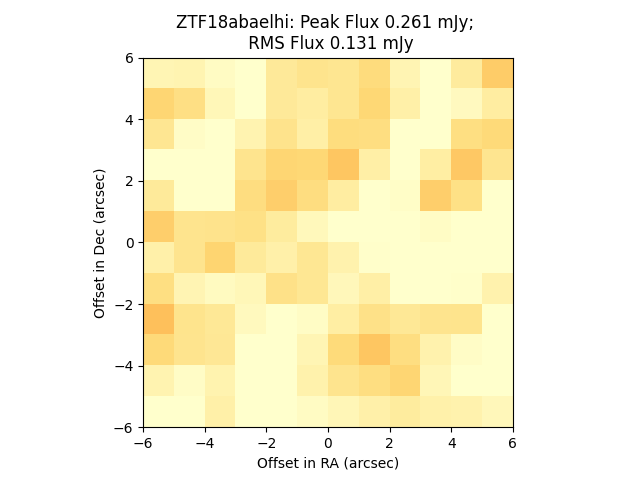 ZTF18abaelhi: Peak Flux 0.261 mJy;
RMS Flux 0.131 mJy
6
4
2
0
−2
−4
−6
Offset in Dec (arcsec)
−6 −4 −2 0 2 4 6
Offset in RA (arcsec)